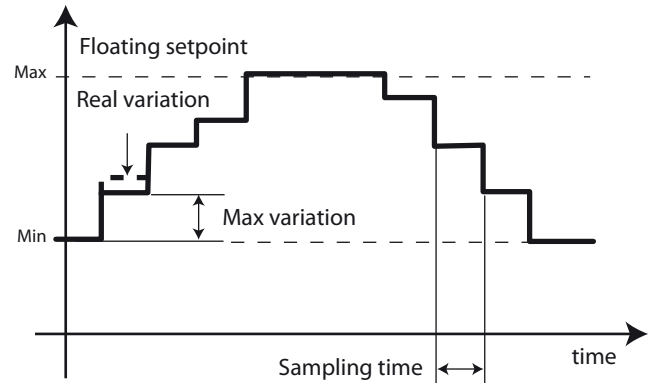 Floating setpoint
Max
Real variation
Max variation
Min
time
Sampling time